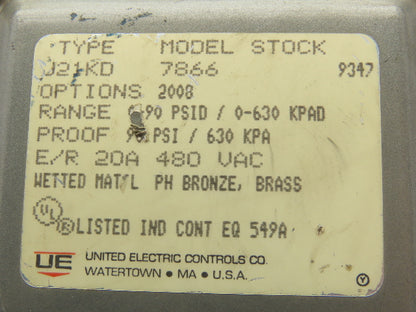 TYPE MODEL STOCK
J21KD 7866 9347
OPTIONS 2008
RANGE 90 PSID / 0-630 KPAD
PROOF 90 PSI / 630 KPA
E/R 20A 480 VAC
WETTED MAT'L PH BRONZE, BRASS
UL ® LISTED IND CONT EQ 549A
UE UNITED ELECTRIC CONTROLS CO.
WATERTOWN • MA • U.S.A.
Y